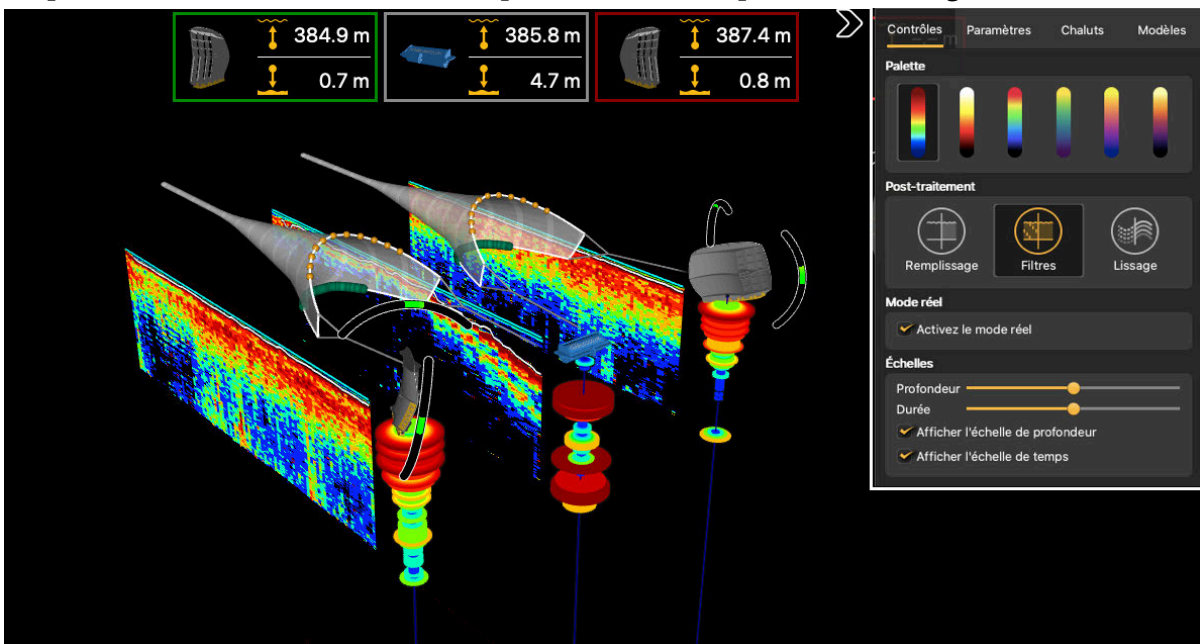 384.9 m
0.7 m
385.8 m
4.7 m
387.4 m
0.8 m
Contrôles Paramètres Chaluts Modèles
Palette
Post-traitement
Remplissage Filtres Lissage
Mode réel
Activez le mode réel
Échelles
Profondeur
Durée
Afficher l'échelle de profondeur
Afficher l'échelle de temps